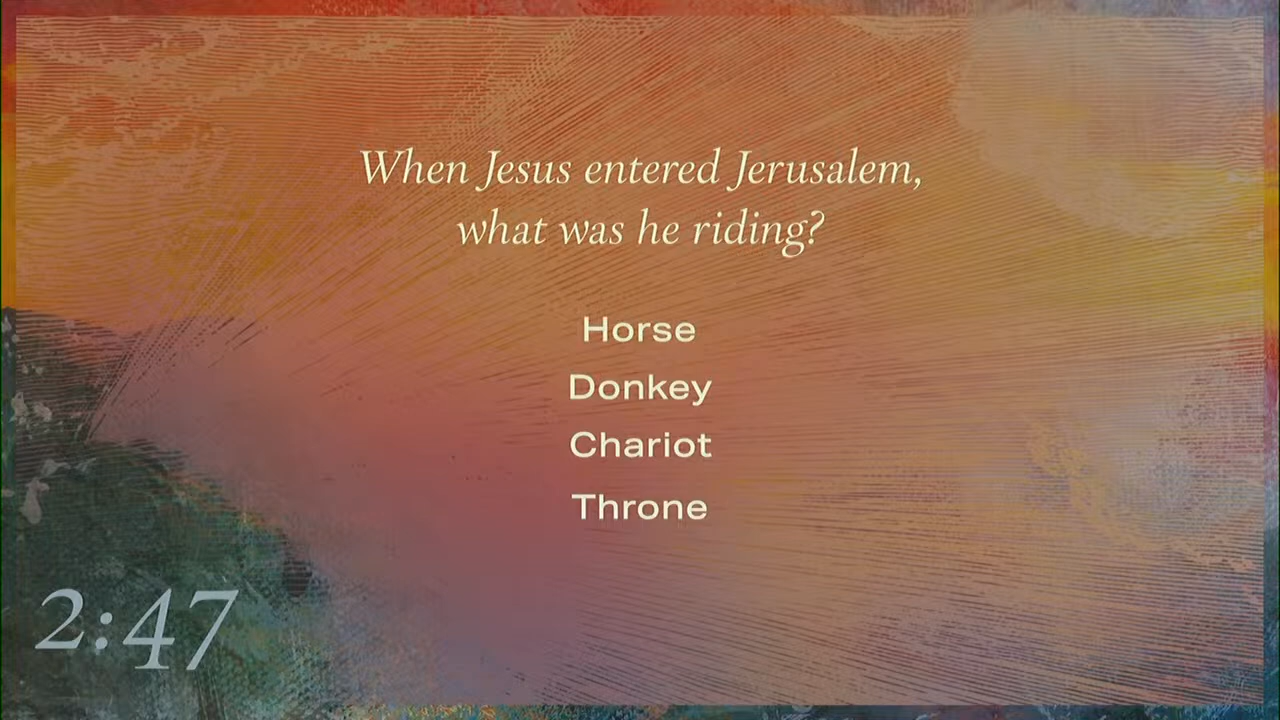 When Jesus entered Jerusalem,
what was he riding?
Horse
Donkey
Chariot
Throne
2:47